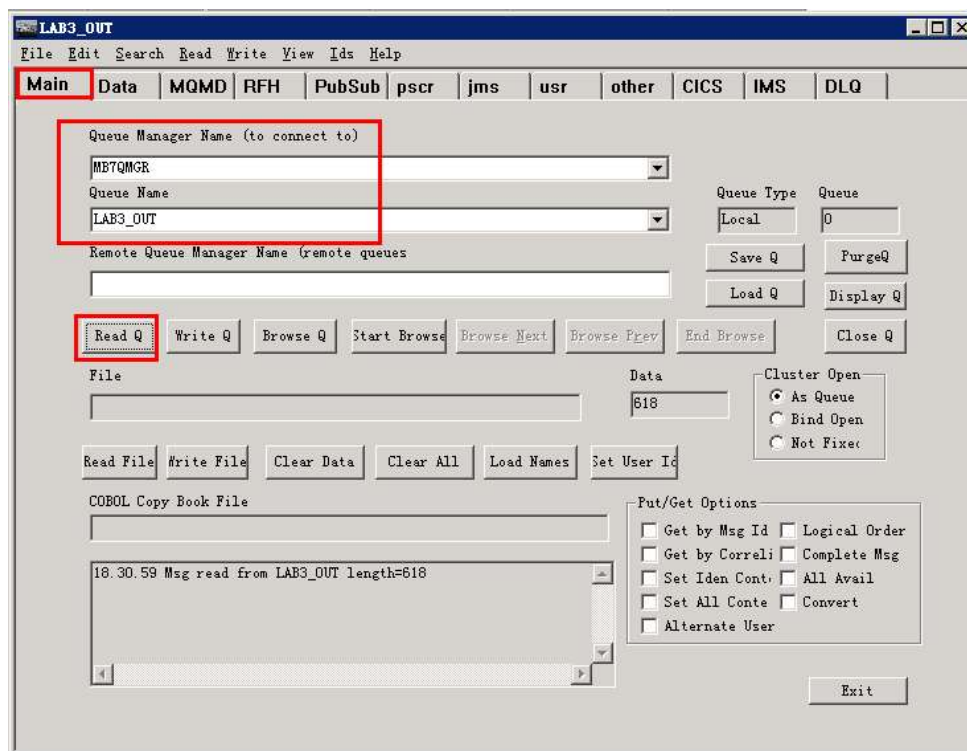 LAB3_OUT
File Edit Search Read Write View Ids Help
Main Data MQMD RFH PubSub pscr jms usr other CICS IMS DLQ
Queue Manager Name (to connect to)
MB7QMGR
Queue Name Queue Type Queue
LAB3_OUT Local 0
Remote Queue Manager Name (remote queues
Save Q PurgeQ
Load Q Display Q
Read Q Write Q Browse Q Start Browse Browse Next Browse Prev End Browse Close Q
File Data Cluster Open
618 As Queue
Bind Open
Not Fixec
Read File Write File Clear Data Clear All Load Names Set User Id
COBOL Copy Book File Put/Get Options
Get by Msg Id Logical Order
Get by Correli Complete Msg
18.30.59 Msg read from LAB3_OUT length=618 Set Iden Cont All Avail
Set All Conte Convert
Alternate User
Exit